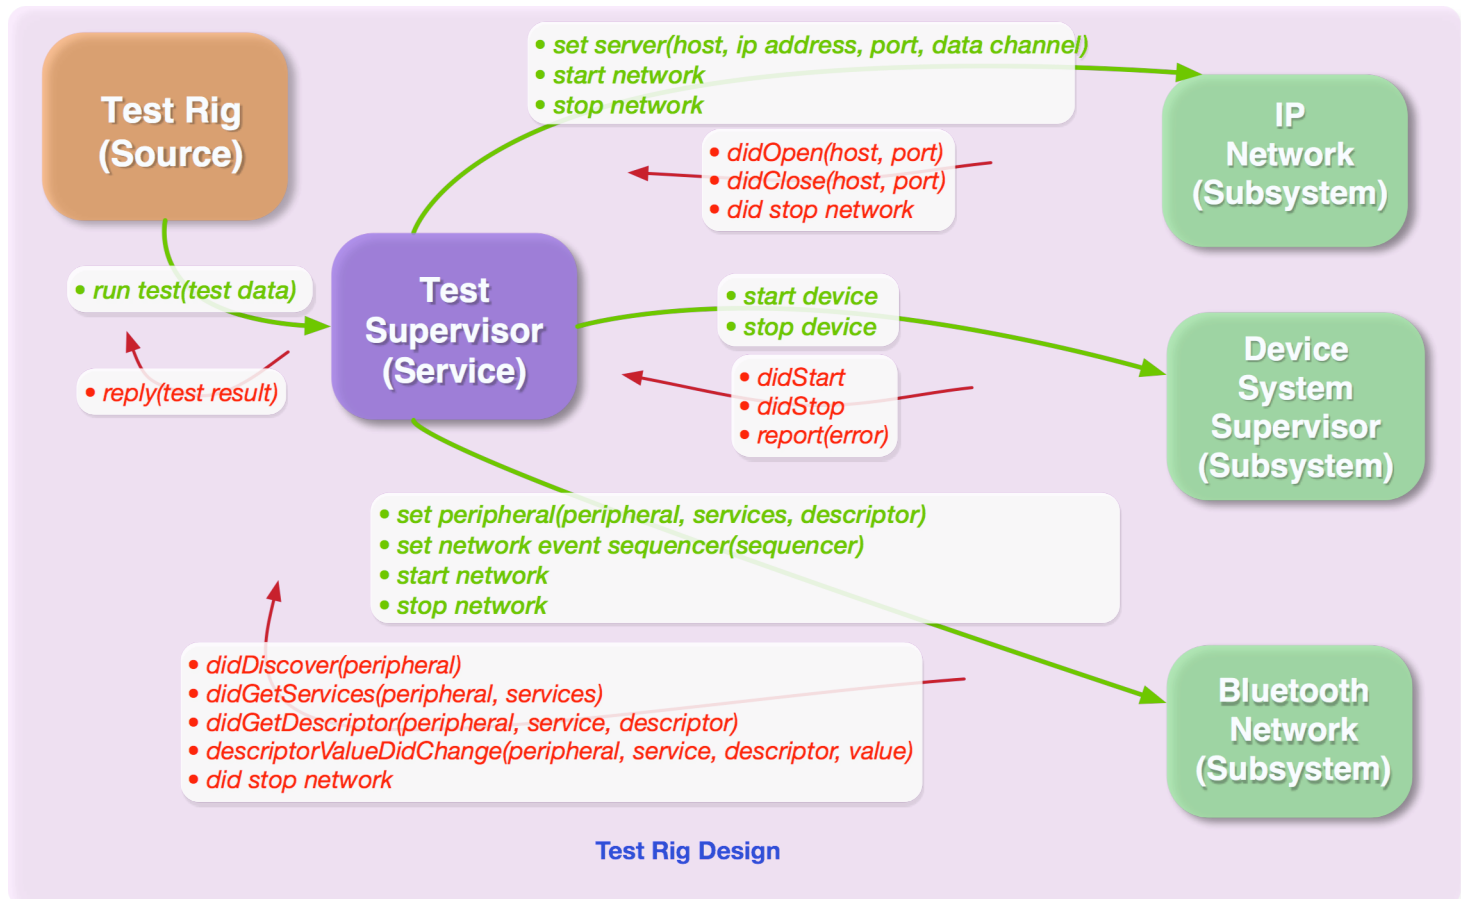 Test Rig
(Source)
• set server(host, ip address, port, data channel)
• start network
• stop network
IP
Network
(Subsystem)
• didOpen(host, port)
• didClose(host, port)
• did stop network
• run test(test data)
• reply(test result)
Test
Supervisor
(Service)
• start device
• stop device
• didStart
• didStop
• report(error)
Device
System
Supervisor
(Subsystem)
• set peripheral(peripheral, services, descriptor)
• set network event sequencer(sequencer)
• start network
• stop network
• didDiscover(peripheral)
• didGetServices(peripheral, services)
• didGetDescriptor(peripheral, service, descriptor)
• descriptorValueDidChange(peripheral, service, descriptor, value)
• did stop network
Bluetooth
Network
(Subsystem)
Test Rig Design